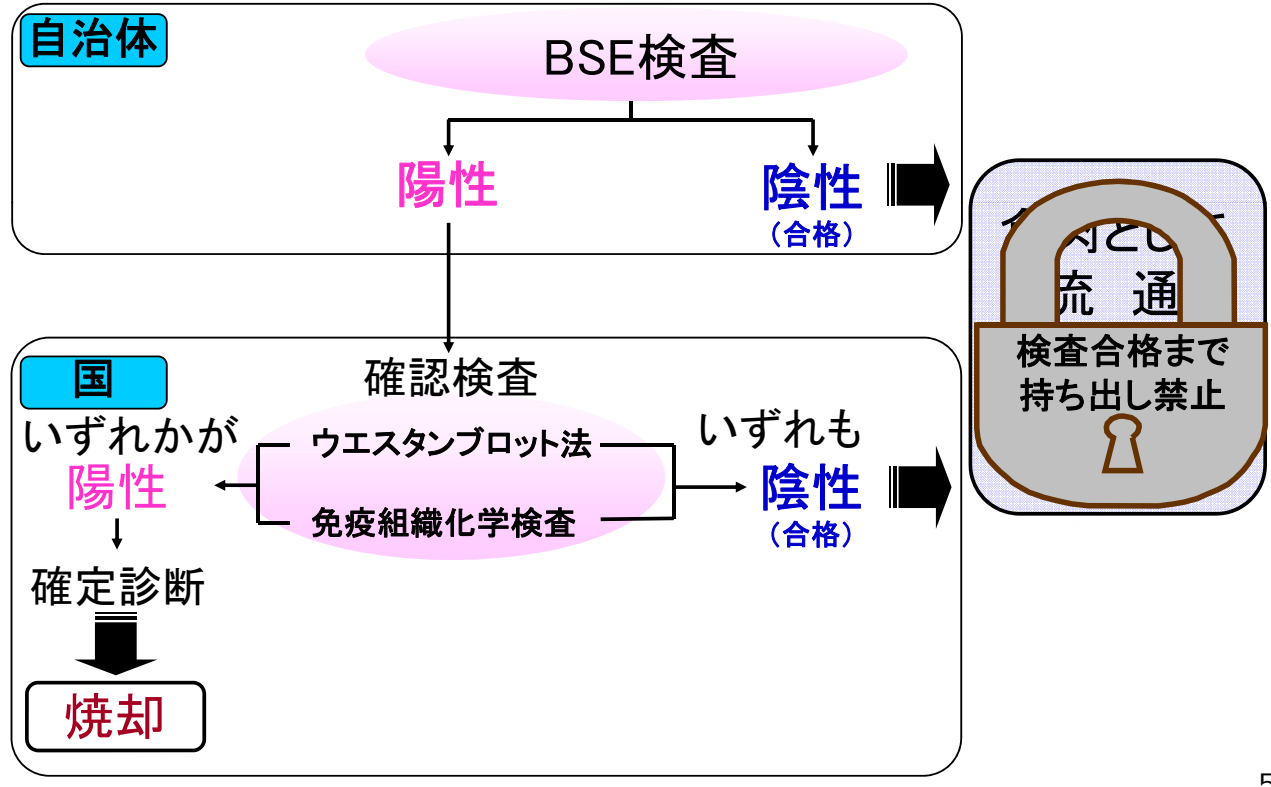 自治体
BSE検査
陽性
陰性
（合格）
流 通
検査合格まで
持ち出し禁止
国
確認検査
いずれかが
陽性
ウエスタンブロット法
免疫組織化学検査
いずれも
陰性
（合格）
確定診断
焼却